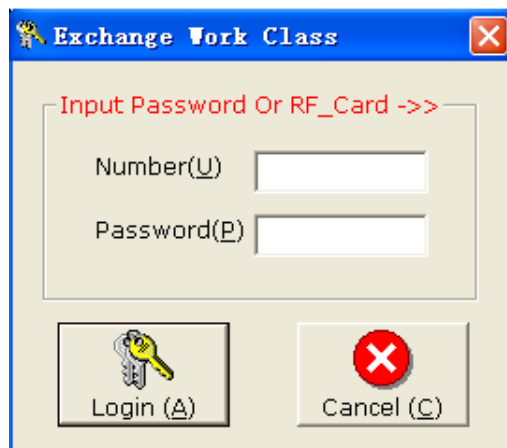 Exchange Work Class
Input Password Or RF_Card ->>
Number(U)
Password(P)
Login (A)
Cancel (C)